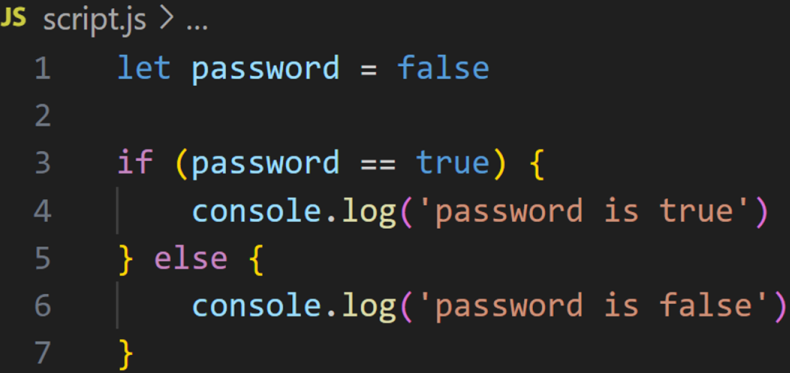 JS script.js > ...
1 let password = false
2
3 if (password == true) {
4     console.log('password is true')
5 } else {
6     console.log('password is false')
7 }